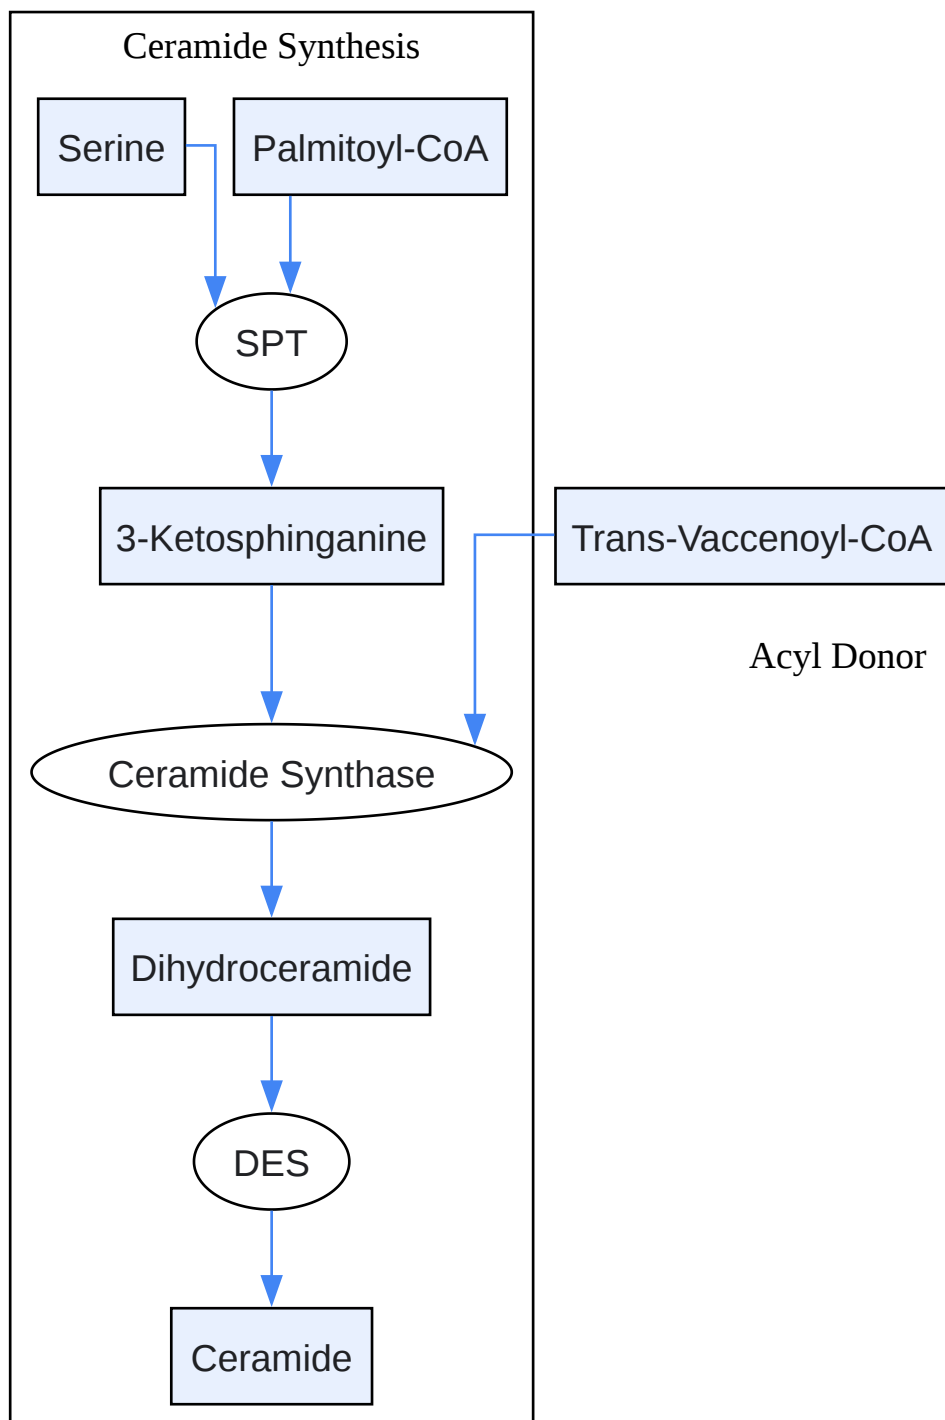 Ceramide Synthesis
Serine
Palmitoyl-CoA
SPT
3-Ketosphinganine
Trans-Vaccenoyl-CoA
Acyl Donor
Ceramide Synthase
Dihydroceramide
DES
Ceramide